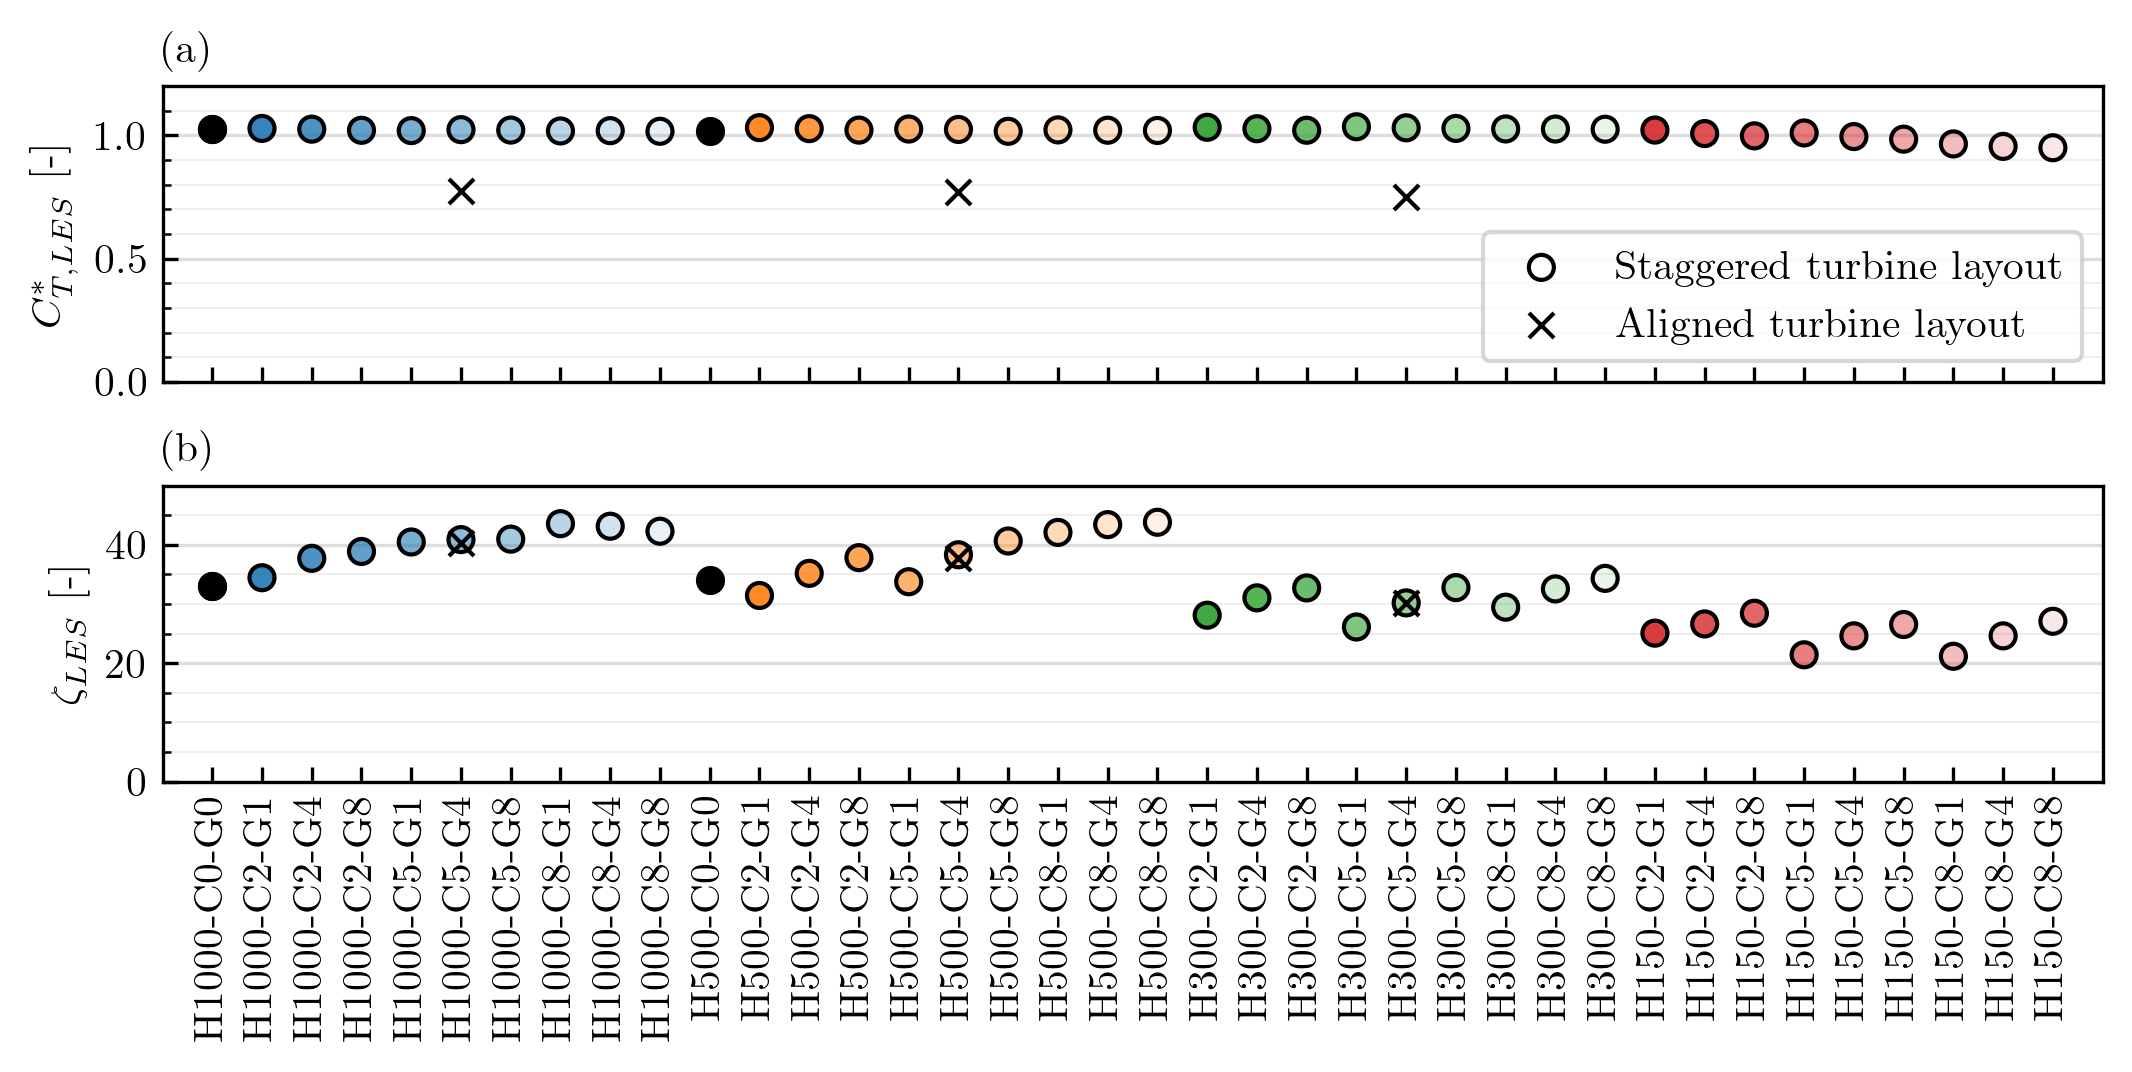 (a)
C*T,LES [-]
1.0
0.5
0.0
Staggered turbine layout
Aligned turbine layout
(b)
ζLES [-]
40
20
0
H1000-C0-G0
H1000-C2-G1
H1000-C2-G4
H1000-C2-G8
H1000-C5-G1
H1000-C5-G4
H1000-C5-G8
H1000-C8-G1
H1000-C8-G4
H1000-C8-G8
H500-C0-G0
H500-C2-G1
H500-C2-G4
H500-C2-G8
H500-C5-G1
H500-C5-G4
H500-C5-G8
H500-C8-G1
H500-C8-G4
H500-C8-G8
H300-C2-G1
H300-C2-G4
H300-C2-G8
H300-C5-G1
H300-C5-G4
H300-C5-G8
H300-C8-G1
H300-C8-G4
H300-C8-G8
H150-C2-G1
H150-C2-G4
H150-C2-G8
H150-C5-G1
H150-C5-G4
H150-C5-G8
H150-C8-G1
H150-C8-G4
H150-C8-G8